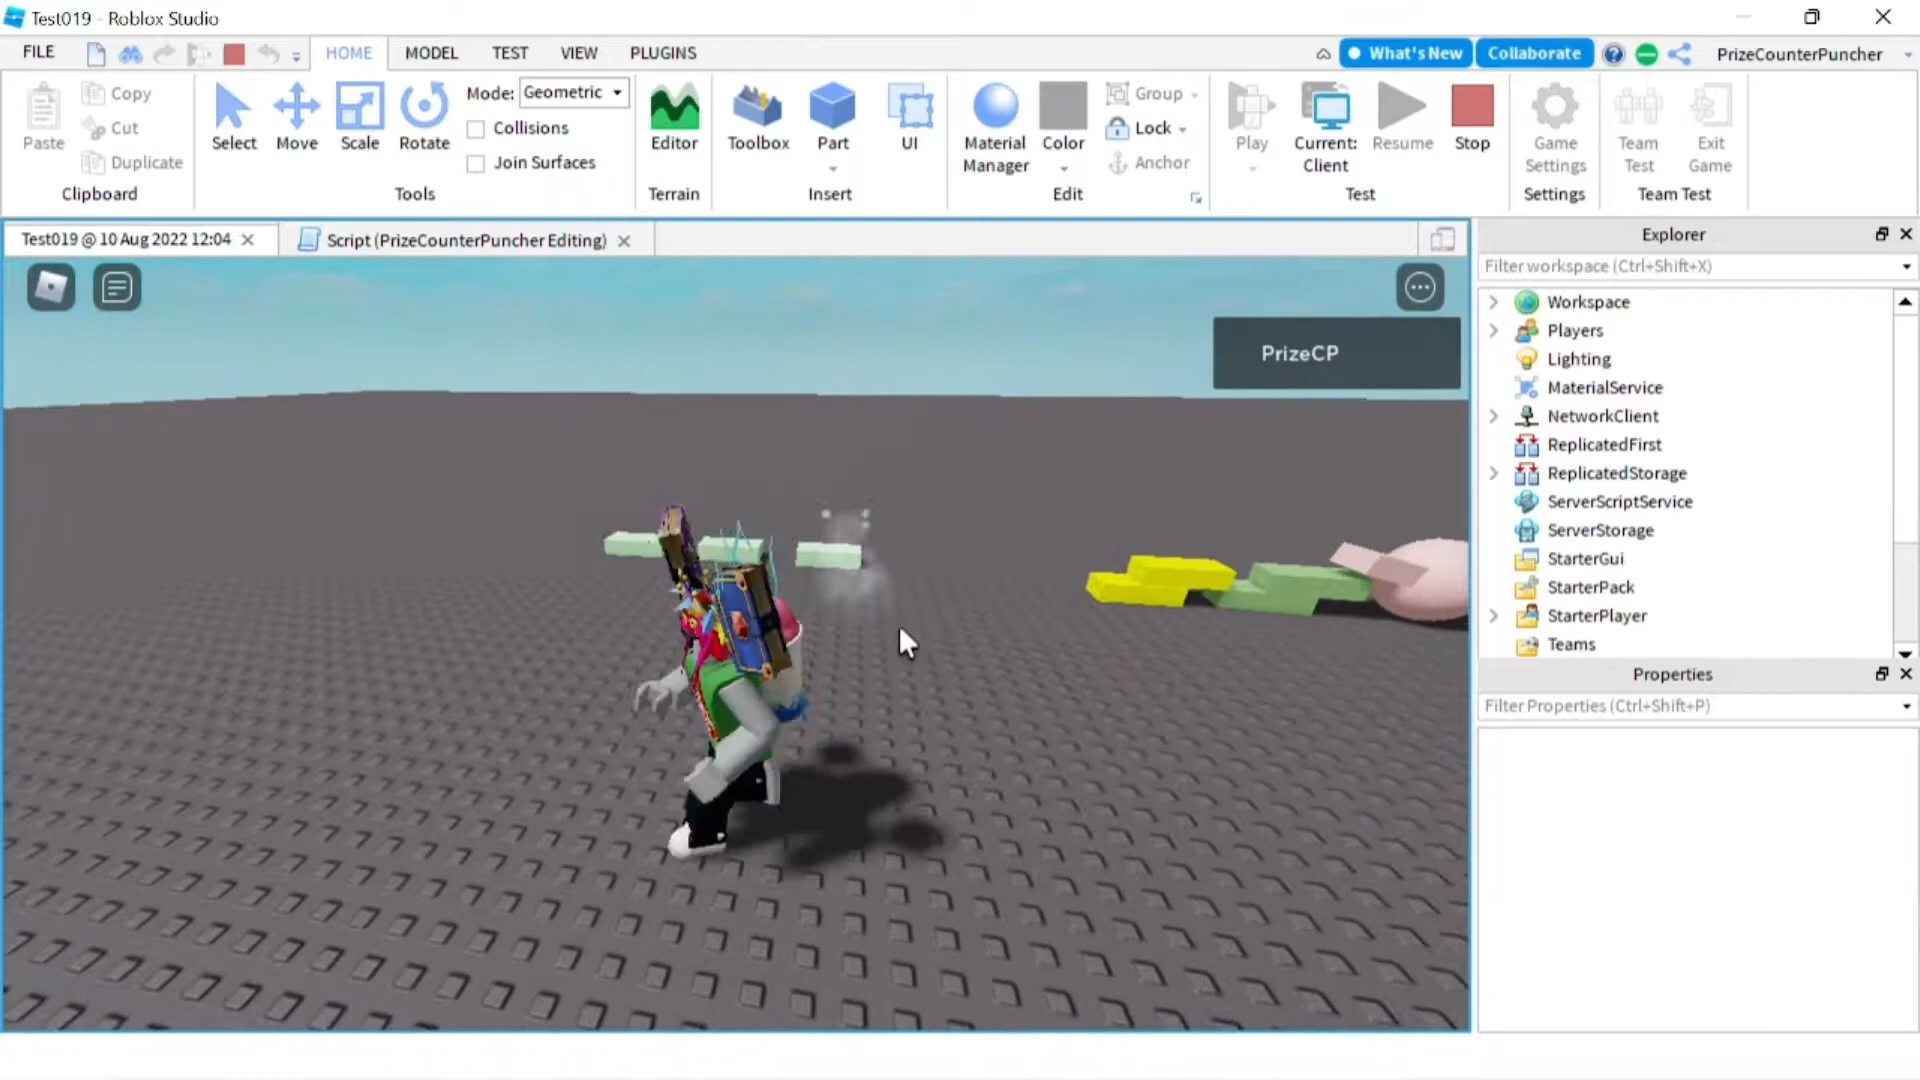 Test019 - Roblox Studio
FILE HOME MODEL TEST VIEW PLUGINS What's New Collaborate PrizeCounterPuncher
Paste Copy Cut Duplicate
Clipboard
Select Move Scale Rotate Mode: Geometric
Collisions
Join Surfaces
Tools
Editor
Terrain
Toolbox Part UI
Insert
Material Manager Color Group Lock Anchor
Edit
Play Current: Client Resume Stop
Test
Game Settings
Settings
Team Test Exit Game
Team Test
Test019 @ 10 Aug 2022 12:04
Script (PrizeCounterPuncher Editing)
PrizeCP
Explorer
Filter workspace (Ctrl+Shift+X)
Workspace
Players
Lighting
MaterialService
NetworkClient
ReplicatedFirst
ReplicatedStorage
ServerScriptService
ServerStorage
StarterGui
StarterPack
StarterPlayer
Teams
Properties
Filter Properties (Ctrl+Shift+P)